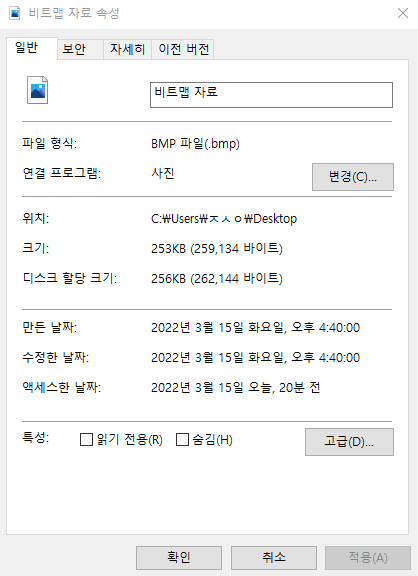 비트맵 자료 속성
일반 보안 자세히 이전 버전
비트맵 자료
파일 형식: BMP 파일(.bmp)
연결 프로그램: 사진 변경(C)...
위치: C:₩Users₩ㅈㅅㅇ₩Desktop
크기: 253KB (259,134 바이트)
디스크 할당 크기: 256KB (262,144 바이트)
만든 날짜: 2022년 3월 15일 화요일, 오후 4:40:00
수정한 날짜: 2022년 3월 15일 화요일, 오후 4:40:00
액세스한 날짜: 2022년 3월 15일 오늘, 20분 전
특성: 읽기 전용(R) 숨김(H) 고급(D)...
확인 취소 적용(A)